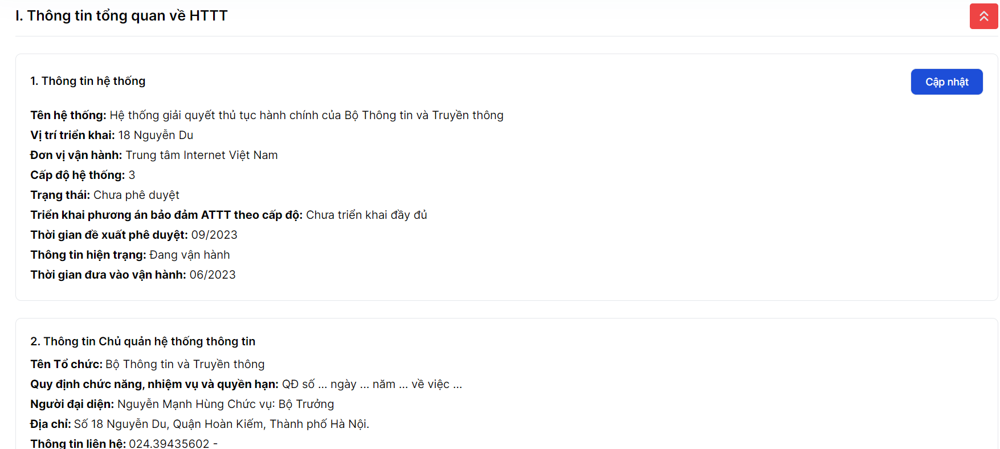 I. Thông tin tổng quan về HTTT
1. Thông tin hệ thống
Cập nhật
Tên hệ thống: Hệ thống giải quyết thủ tục hành chính của Bộ Thông tin và Truyền thông
Vị trí triển khai: 18 Nguyễn Du
Đơn vị vận hành: Trung tâm Internet Việt Nam
Cấp độ hệ thống: 3
Trạng thái: Chưa phê duyệt
Triển khai phương án bảo đảm ATTT theo cấp độ: Chưa triển khai đầy đủ
Thời gian đề xuất phê duyệt: 09/2023
Thông tin hiện trạng: Đang vận hành
Thời gian đưa vào vận hành: 06/2023
2. Thông tin Chủ quản hệ thống thông tin
Tên Tổ chức: Bộ Thông tin và Truyền thông
Quy định chức năng, nhiệm vụ và quyền hạn: QĐ số ... ngày ... năm ... về việc ...
Người đại diện: Nguyễn Mạnh Hùng Chức vụ: Bộ Trưởng
Địa chỉ: Số 18 Nguyễn Du, Quận Hoàn Kiếm, Thành phố Hà Nội.
Thông tin liên hệ: 024.39435602 -